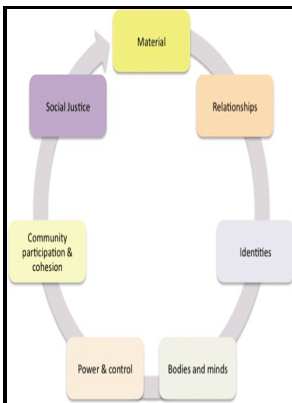 Material
Relationships
Identities
Bodies and minds
Power & control
Community
participation &
cohesion
Social Justice